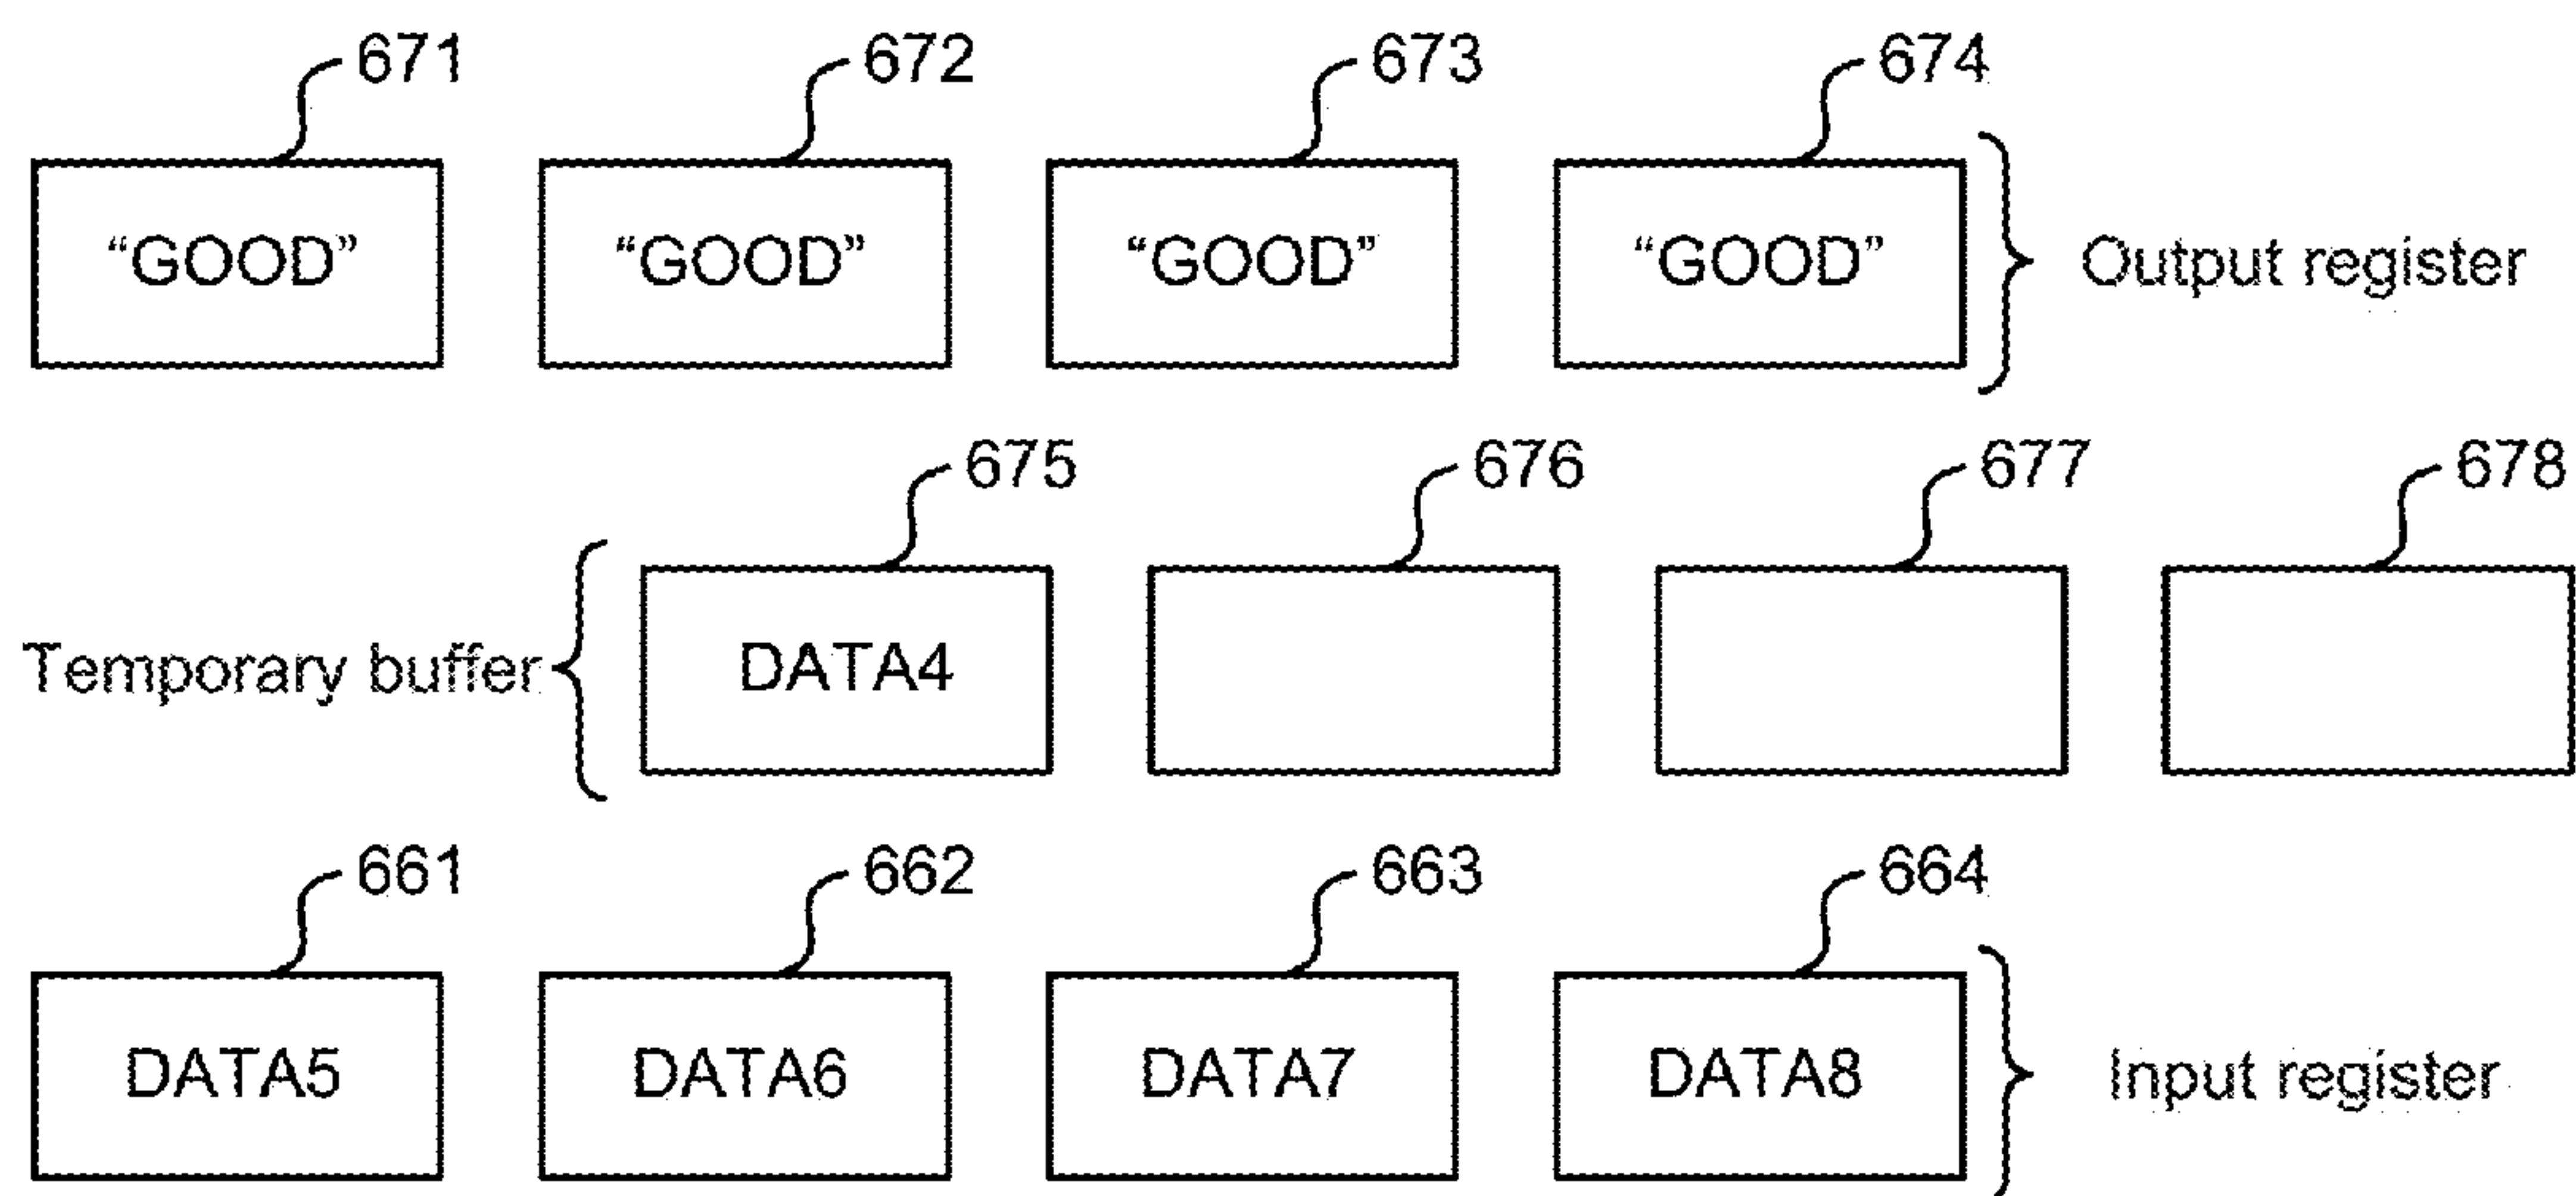 671 672 673 674
“GOOD” “GOOD” “GOOD” “GOOD” Output register
675 676 677 678
Temporary buffer DATA4
661 662 663 664
DATA5 DATA6 DATA7 DATA8 Input register